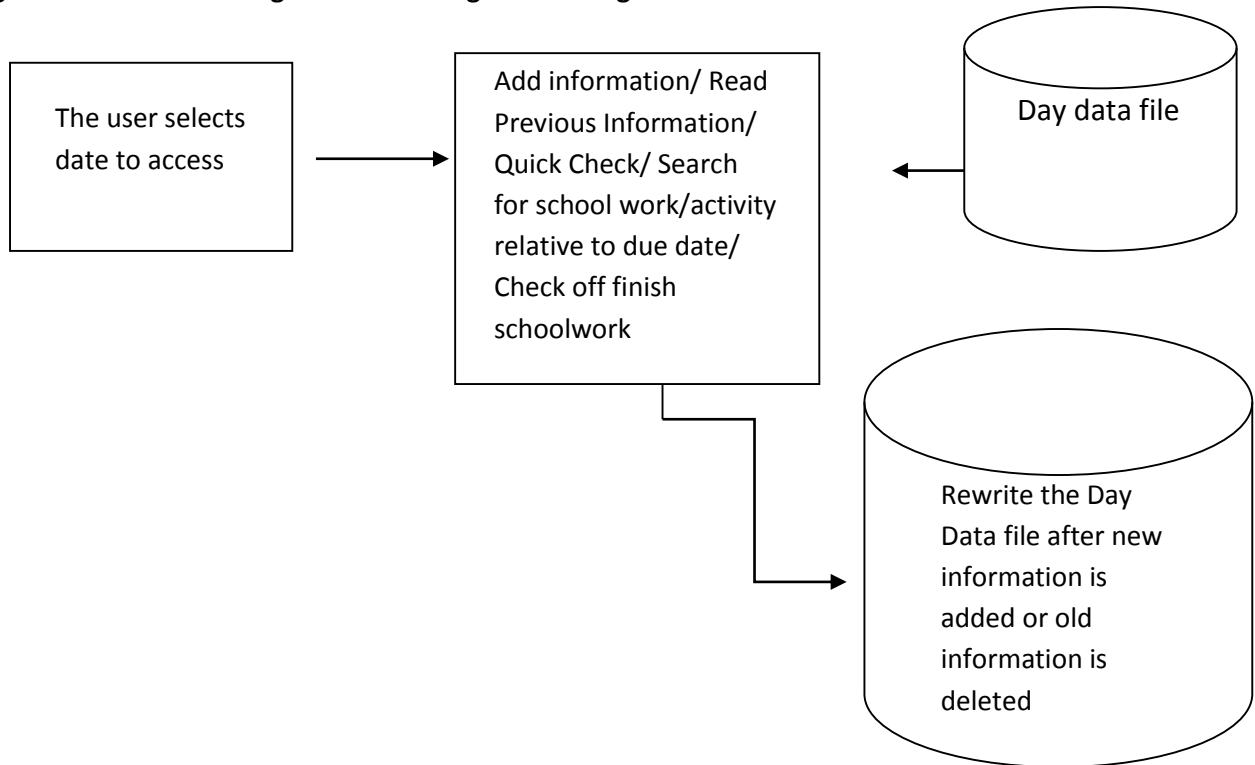 The user selects
date to access
Add information/ Read
Previous Information/
Quick Check/ Search
for school work/activity
relative to due date/
Check off finish
schoolwork
Day data file
Rewrite the Day
Data file after new
information is
added or old
information is
deleted